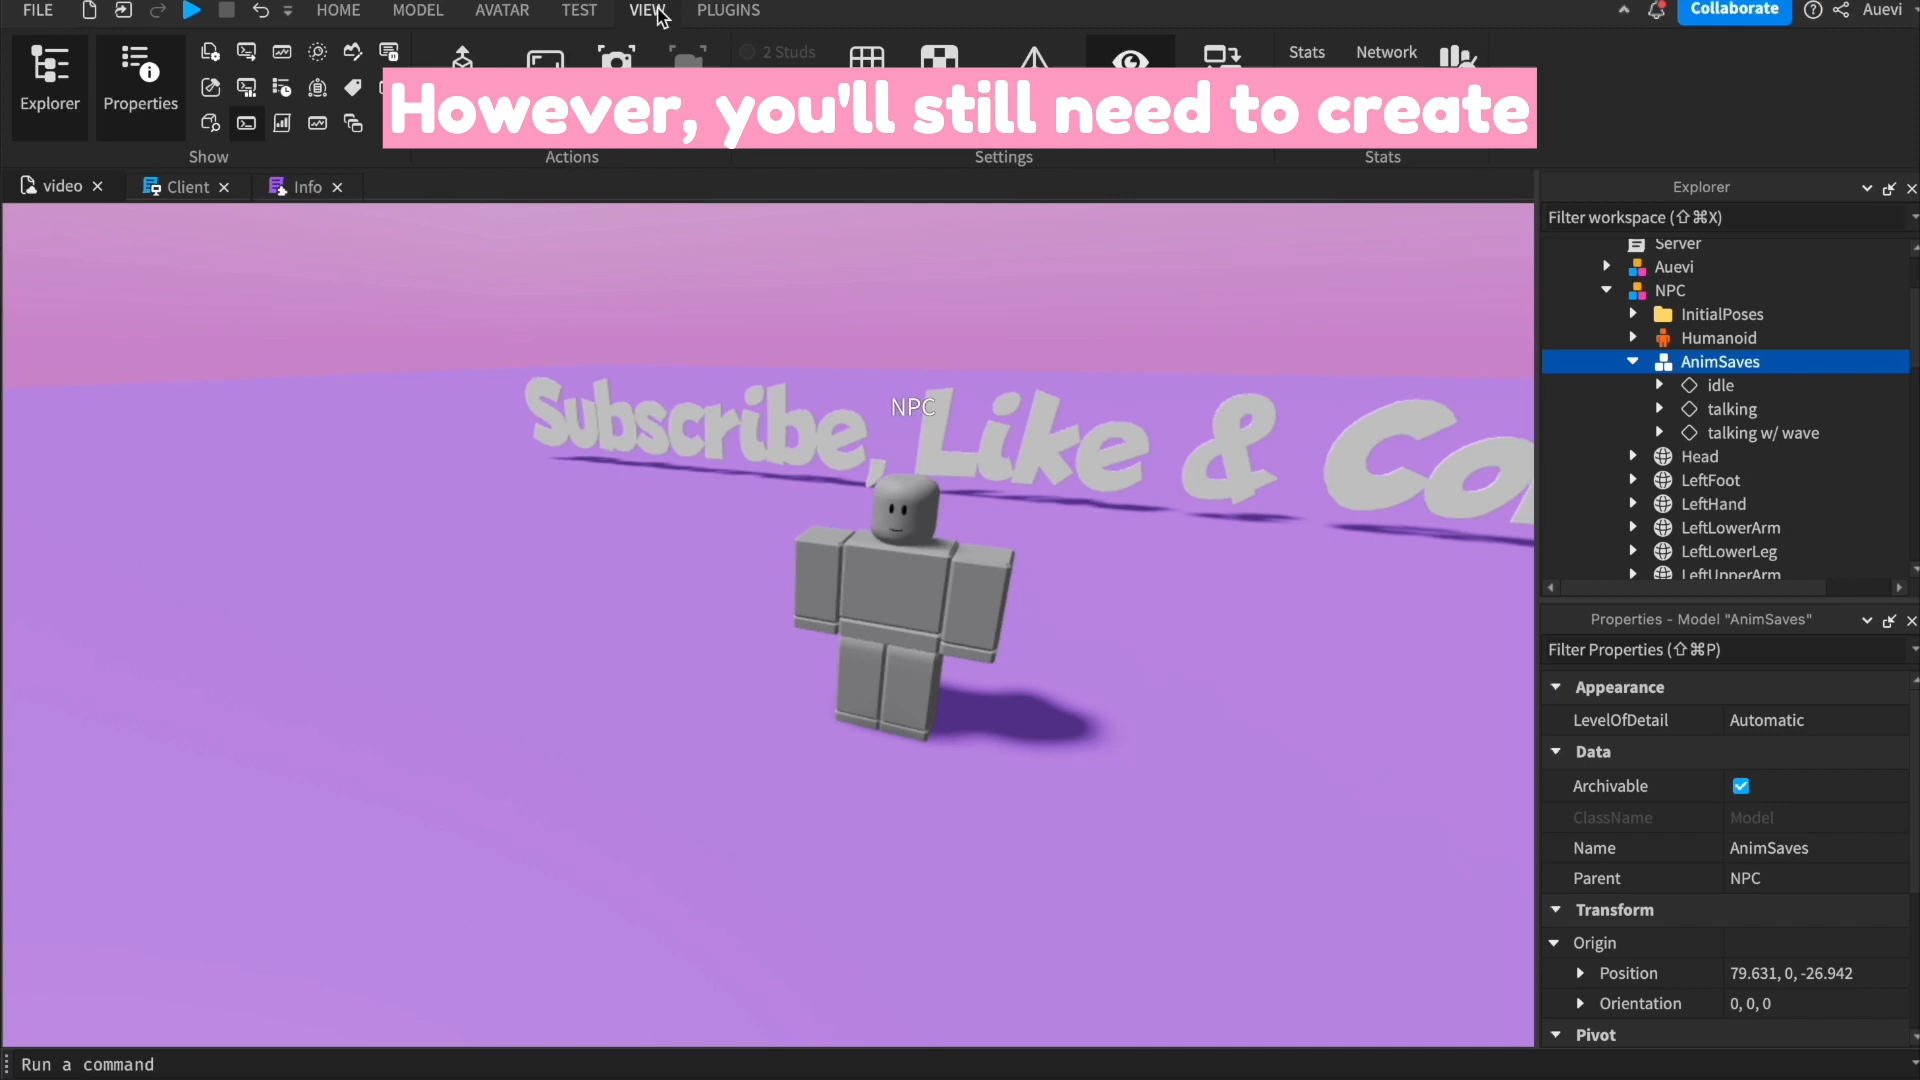 FILE HOME MODEL AVATAR TEST VIEW PLUGINS Collaborate Auevi
Explorer Properties 2 Studs Stats Network
However, you'll still need to create
Show Actions Settings Stats
video Client Info
Explorer
Filter workspace (⇧⌘X)
Server
Auevi
NPC
InitialPoses
Humanoid
AnimSaves
idle
talking
talking w/ wave
Head
LeftFoot
LeftHand
LeftLowerArm
LeftLowerLeg
LeftUpperArm
NPC
Subscribe, Like & Co
Properties - Model "AnimSaves"
Filter Properties (⇧⌘P)
Appearance
LevelOfDetail Automatic
Data
Archivable
ClassName Model
Name AnimSaves
Parent NPC
Transform
Origin
Position 79.631, 0, -26.942
Orientation 0, 0, 0
Pivot
Run a command